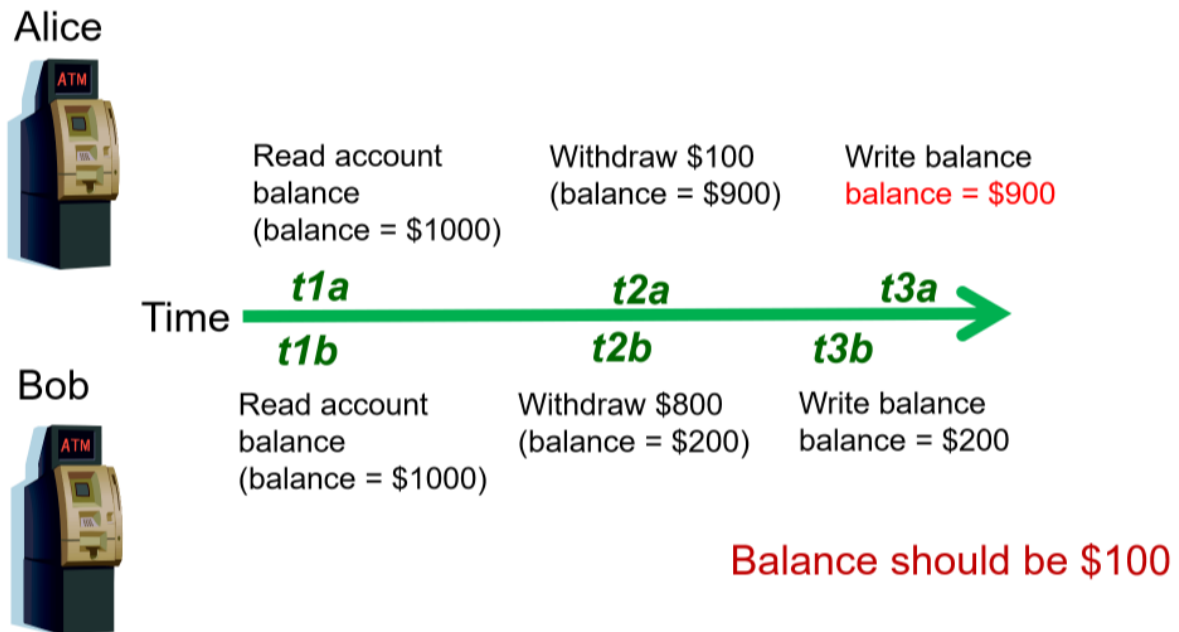 Alice
ATM
Read account
balance
(balance = $1000)
Withdraw $100
(balance = $900)
Write balance
balance = $900
t1a
t2a
t3a
Time
t1b
t2b
t3b
Bob
ATM
Read account
balance
(balance = $1000)
Withdraw $800
(balance = $200)
Write balance
balance = $200
Balance should be $100